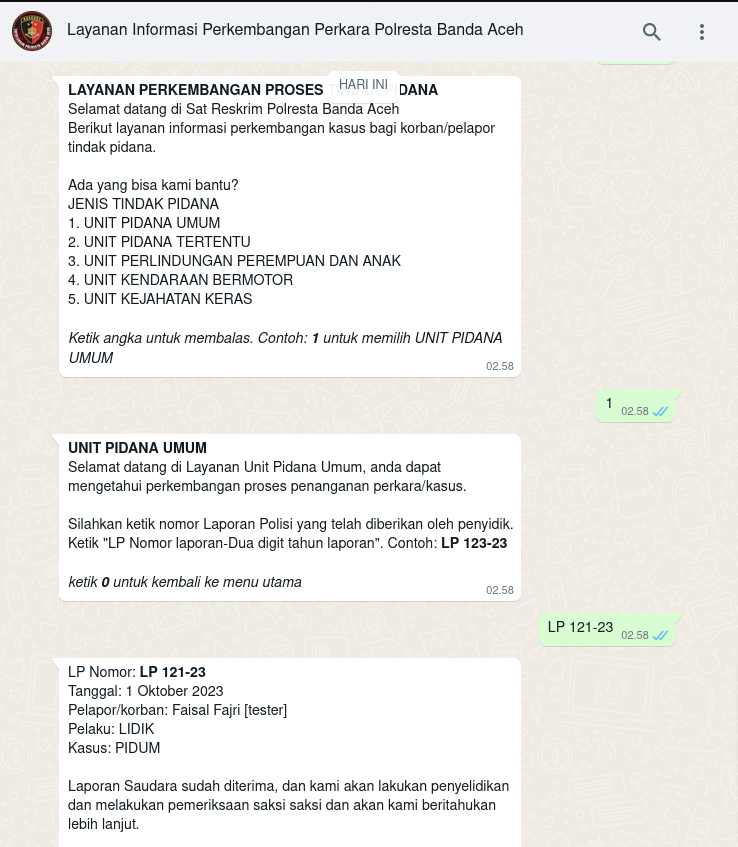 Layanan Informasi Perkembangan Perkara Polresta Banda Aceh
HARI INI
LAYANAN PERKEMBANGAN PROSES TINDAK PIDANA
Selamat datang di Sat Reskrim Polresta Banda Aceh
Berikut layanan informasi perkembangan kasus bagi korban/pelapor
tindak pidana.
Ada yang bisa kami bantu?
JENIS TINDAK PIDANA
1. UNIT PIDANA UMUM
2. UNIT PIDANA TERTENTU
3. UNIT PERLINDUNGAN PEREMPUAN DAN ANAK
4. UNIT KENDARAAN BERMOTOR
5. UNIT KEJAHATAN KERAS
Ketik angka untuk membalas. Contoh: 1 untuk memilih UNIT PIDANA
UMUM
02.58
1
02.58
UNIT PIDANA UMUM
Selamat datang di Layanan Unit Pidana Umum, anda dapat
mengetahui perkembangan proses penanganan perkara/kasus.
Silahkan ketik nomor Laporan Polisi yang telah diberikan oleh penyidik.
Ketik "LP Nomor laporan-Dua digit tahun laporan". Contoh: LP 123-23
ketik 0 untuk kembali ke menu utama
02.58
LP 121-23
02.58
LP Nomor: LP 121-23
Tanggal: 1 Oktober 2023
Pelapor/korban: Faisal Fajri [tester]
Pelaku: LIDIK
Kasus: PIDUM
Laporan Saudara sudah diterima, dan kami akan lakukan penyelidikan
dan melakukan pemeriksaan saksi saksi dan akan kami beritahukan
lebih lanjut.